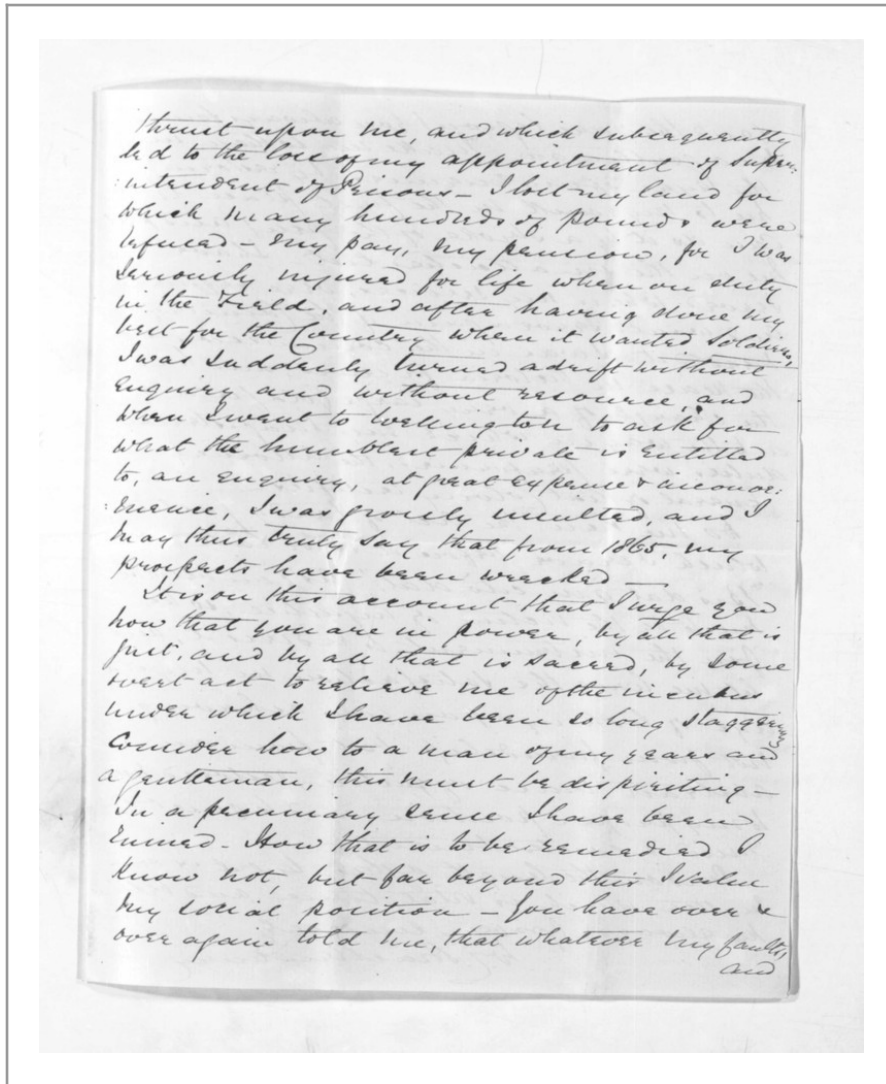 thrust upon me, and which subsequently
led to the loss of my appointment of Super:
:intendent of Prisons – I lost my land for
which many hundreds of pounds were
refused – my pay, my pension, for I was
seriously injured for life when on duty
in the Field, and after having done my
best for the Country when it wanted Soldiers,
I was suddenly turned adrift without
enquiry and without resource, and
when I went to Wellington to ask for
what the humblest private is entitled
to, an enquiry, at great expense & inconve:
:nience, I was grossly insulted, and I
may thus truly say that from 1865, my
prospects have been wrecked —
It is on this account that I urge you
now that you are in power, by all that is
just, and by all that is sacred, by some
overt act to relieve me of the incubus
under which I have been so long staggering
Consider how to a man of my years and
a gentleman, this must be dispiriting –
In a pecuniary sense I have been
ruined – How that is to be remedied I
know not, but far beyond this I value
my social position – You have over &
over again told me, that whatever my faults,
and